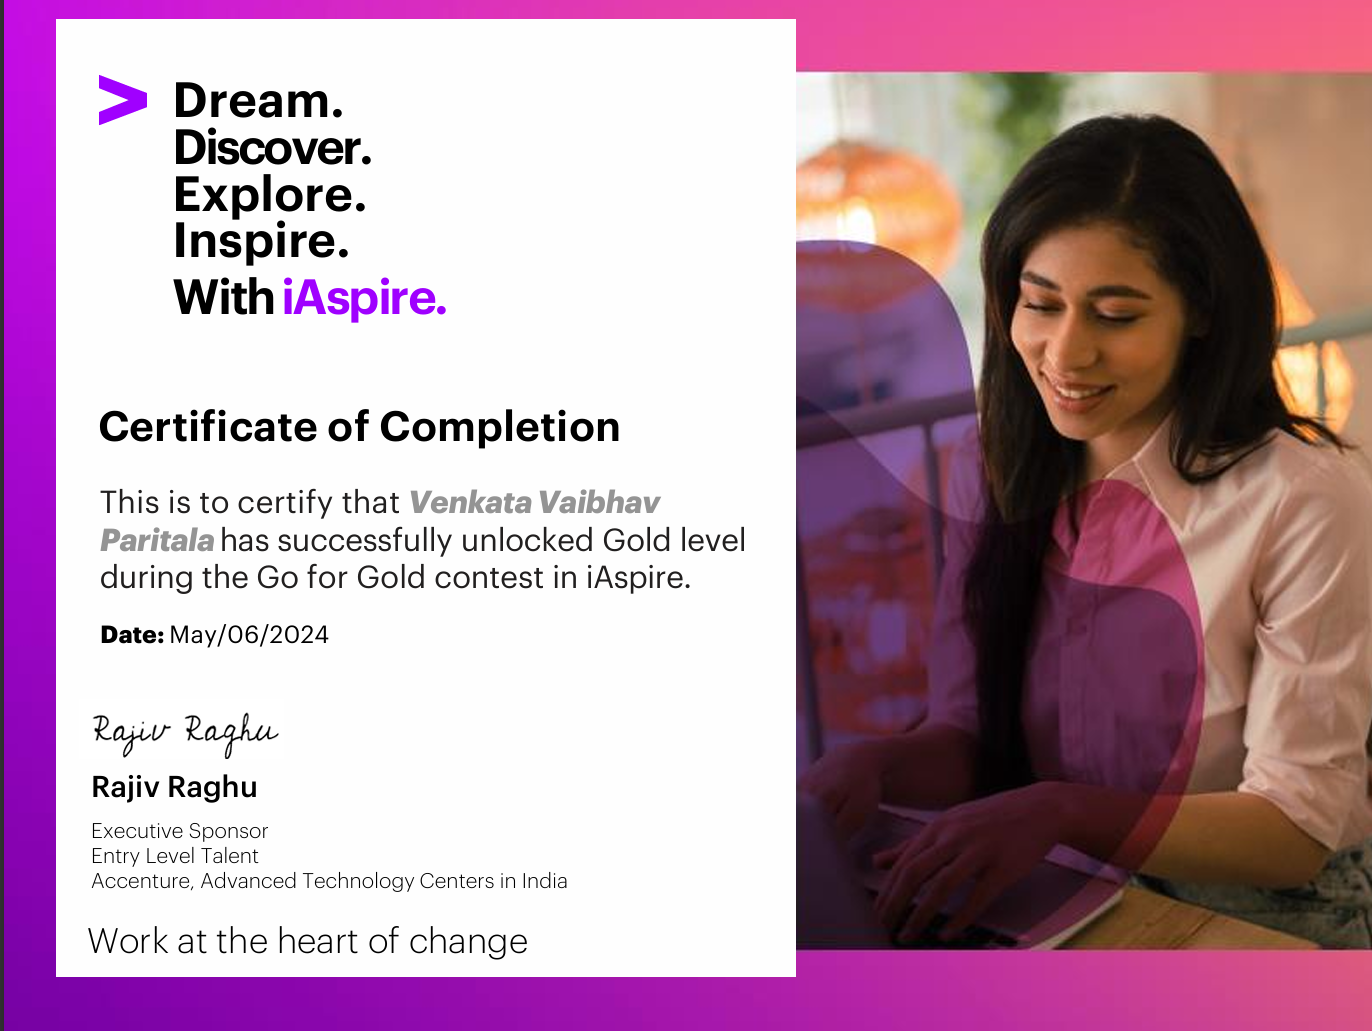 Dream.
Discover.
Explore.
Inspire.
With iAspire.
Certificate of Completion
This is to certify that Venkata Vaibhav
Paritala has successfully unlocked Gold level
during the Go for Gold contest in iAspire.
Date: May/06/2024
Rajiv Raghu
Rajiv Raghu
Executive Sponsor
Entry Level Talent
Accenture, Advanced Technology Centers in India
Work at the heart of change